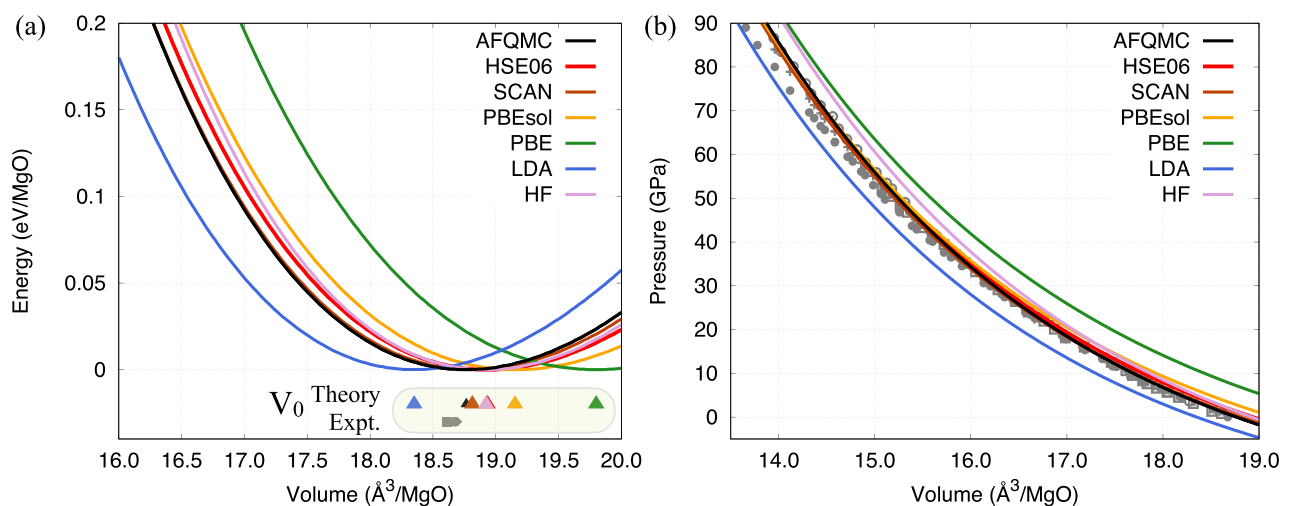 (a)
0.2
0.15
0.1
0.05
0
Energy (eV/MgO)
AFQMC
HSE06
SCAN
PBEsol
PBE
LDA
HF
V0 Theory
Expt.
16.0 16.5 17.0 17.5 18.0 18.5 19.0 19.5 20.0
Volume (Å3/MgO)
(b)
90
80
70
60
50
40
30
20
10
0
Pressure (GPa)
AFQMC
HSE06
SCAN
PBEsol
PBE
LDA
HF
14.0 15.0 16.0 17.0 18.0 19.0
Volume (Å3/MgO)